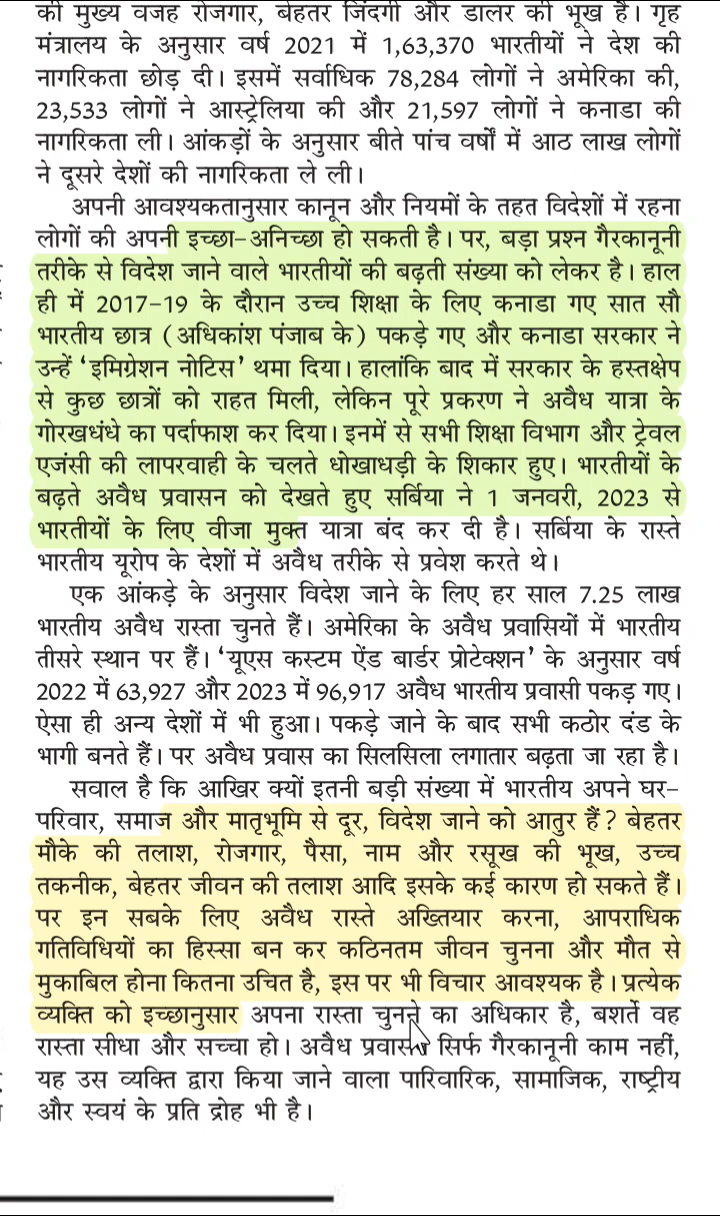 की मुख्य वजह रोजगार, बेहतर जिंदगी और डालर की भूख है। गृह
मंत्रालय के अनुसार वर्ष 2021 में 1,63,370 भारतीयों ने देश की
नागरिकता छोड़ दी। इसमें सर्वाधिक 78,284 लोगों ने अमेरिका की,
23,533 लोगों ने आस्ट्रेलिया की और 21,597 लोगों ने कनाडा की
नागरिकता ली। आंकड़ों के अनुसार बीते पांच वर्षों में आठ लाख लोगों
ने दूसरे देशों की नागरिकता ले ली।
अपनी आवश्यकतानुसार कानून और नियमों के तहत विदेशों में रहना
लोगों की अपनी इच्छा-अनिच्छा हो सकती है। पर, बड़ा प्रश्न गैरकानूनी
तरीके से विदेश जाने वाले भारतीयों की बढ़ती संख्या को लेकर है। हाल
ही में 2017-19 के दौरान उच्च शिक्षा के लिए कनाडा गए सात सौ
भारतीय छात्र (अधिकांश पंजाब के) पकड़े गए और कनाडा सरकार ने
उन्हें ‘इमिग्रेशन नोटिस’ थमा दिया। हालांकि बाद में सरकार के हस्तक्षेप
से कुछ छात्रों को राहत मिली, लेकिन पूरे प्रकरण ने अवैध यात्रा के
गोरखधंधे का पर्दाफाश कर दिया। इनमें से सभी शिक्षा विभाग और ट्रेवल
एजंसी की लापरवाही के चलते धोखाधड़ी के शिकार हुए। भारतीयों के
बढ़ते अवैध प्रवासन को देखते हुए सर्बिया ने 1 जनवरी, 2023 से
भारतीयों के लिए वीजा मुक्त यात्रा बंद कर दी है। सर्बिया के रास्ते
भारतीय यूरोप के देशों में अवैध तरीके से प्रवेश करते थे।
एक आंकड़े के अनुसार विदेश जाने के लिए हर साल 7.25 लाख
भारतीय अवैध रास्ता चुनते हैं। अमेरिका के अवैध प्रवासियों में भारतीय
तीसरे स्थान पर हैं। ‘यूएस कस्टम ऐंड बार्डर प्रोटेक्शन’ के अनुसार वर्ष
2022 में 63,927 और 2023 में 96,917 अवैध भारतीय प्रवासी पकड़ गए।
ऐसा ही अन्य देशों में भी हुआ। पकड़े जाने के बाद सभी कठोर दंड के
भागी बनते हैं। पर अवैध प्रवास का सिलसिला लगातार बढ़ता जा रहा है।
सवाल है कि आखिर क्यों इतनी बड़ी संख्या में भारतीय अपने घर-
परिवार, समाज और मातृभूमि से दूर, विदेश जाने को आतुर हैं? बेहतर
मौके की तलाश, रोजगार, पैसा, नाम और रसूख की भूख, उच्च
तकनीक, बेहतर जीवन की तलाश आदि इसके कई कारण हो सकते हैं।
पर इन सबके लिए अवैध रास्ते अख्तियार करना, आपराधिक
गतिविधियों का हिस्सा बन कर कठिनतम जीवन चुनना और मौत से
मुकाबिल होना कितना उचित है, इस पर भी विचार आवश्यक है। प्रत्येक
व्यक्ति को इच्छानुसार अपना रास्ता चुनने का अधिकार है, बशर्ते वह
रास्ता सीधा और सच्चा हो। अवैध प्रवास सिर्फ गैरकानूनी काम नहीं,
यह उस व्यक्ति द्वारा किया जाने वाला पारिवारिक, सामाजिक, राष्ट्रीय
और स्वयं के प्रति द्रोह भी है।